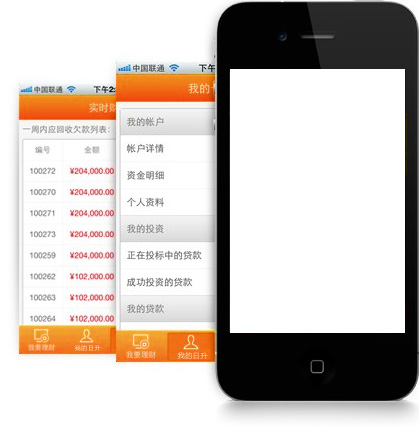 中国联通
下午2:
实时
一周内应回收欠款列表:
编号 金额
100272 ¥204,000.00
100270 ¥204,000.00
100271 ¥204,000.00
100273 ¥204,000.00
100259 ¥204,000.00
100262 ¥102,000.00
100263 ¥102,000.00
100264 ¥102,000.00
我要理财
我的日升
中国联通
下午
我的
我的帐户
帐户详情
资金明细
个人资料
我的投资
正在投标中的贷款
成功投资的贷款
我的贷款
我要理财
我的日升